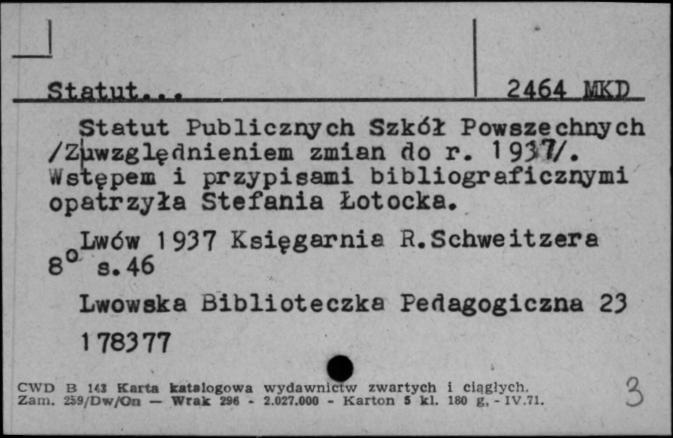 Statut... 2464 MKD
Statut Publicznych Szkół Powszechnych
/Z uwzględnieniem zmian do r. 1937/.
Wstępem i przypisami bibliograficznymi
opatrzyła Stefania Łotocka.
Lwów 1937 Księgarnia R.Schweitzera
8° s.46
Lwowska Biblioteczka Pedagogiczna 23
178377
CWD B 143 Karta katalogowa wydawnictw zwartych i ciągłych.
Zam. 259/Dw/On — Wrak 296 - 2.027.000 - Karton 5 kl. 180 g. - IV.71.
3